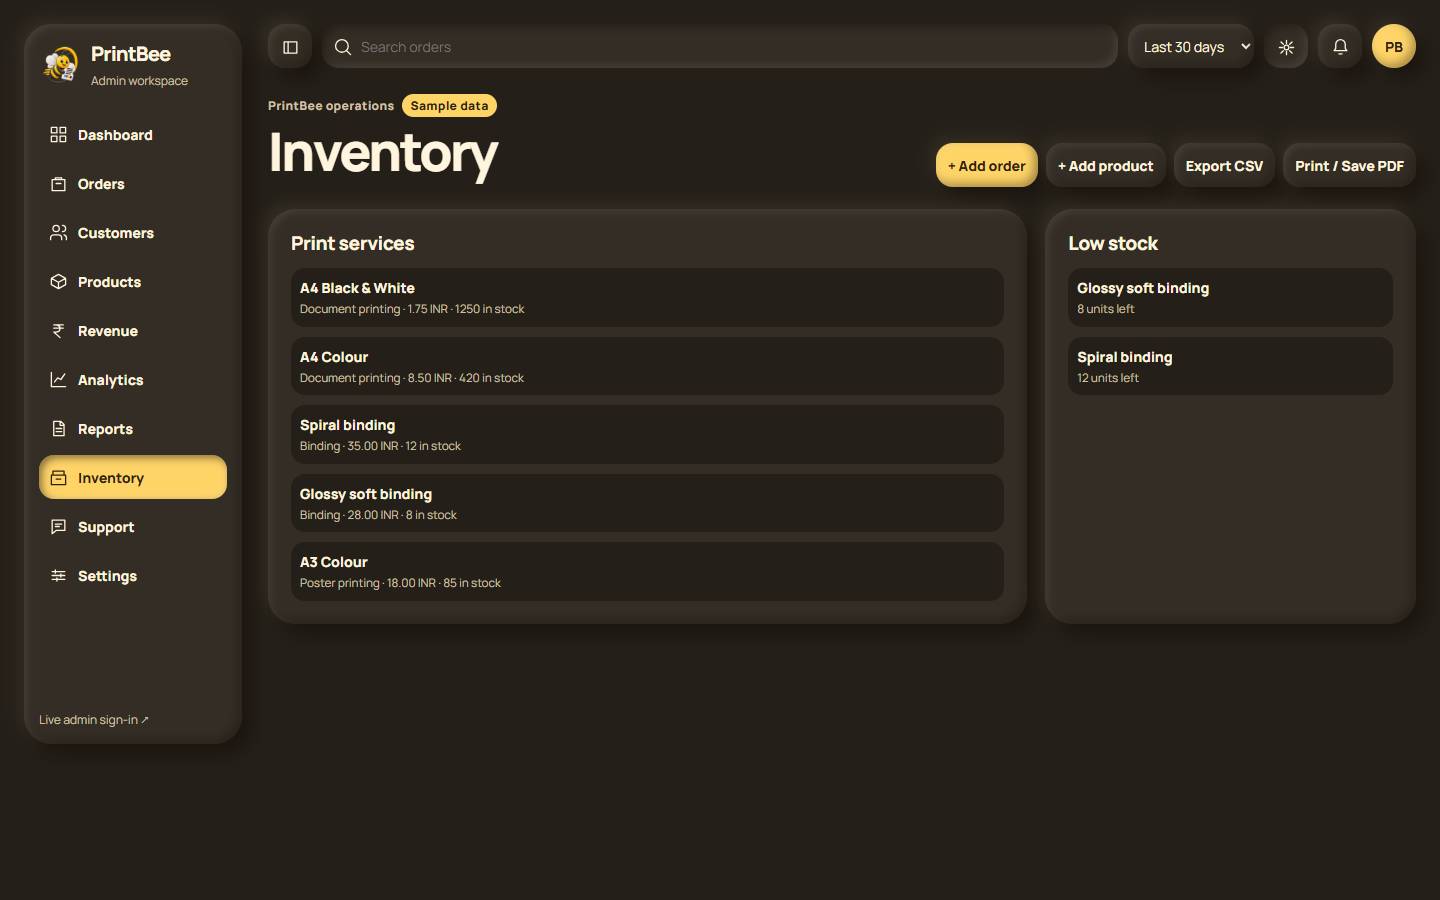 PrintBee
Admin workspace
Dashboard
Orders
Customers
Products
Revenue
Analytics
Reports
Inventory
Support
Settings
Live admin sign-in ↗
Search orders
Last 30 days
PB
PrintBee operations
Sample data
Inventory
+ Add order
+ Add product
Export CSV
Print / Save PDF
Print services
A4 Black & White
Document printing · 1.75 INR · 1250 in stock
A4 Colour
Document printing · 8.50 INR · 420 in stock
Spiral binding
Binding · 35.00 INR · 12 in stock
Glossy soft binding
Binding · 28.00 INR · 8 in stock
A3 Colour
Poster printing · 18.00 INR · 85 in stock
Low stock
Glossy soft binding
8 units left
Spiral binding
12 units left